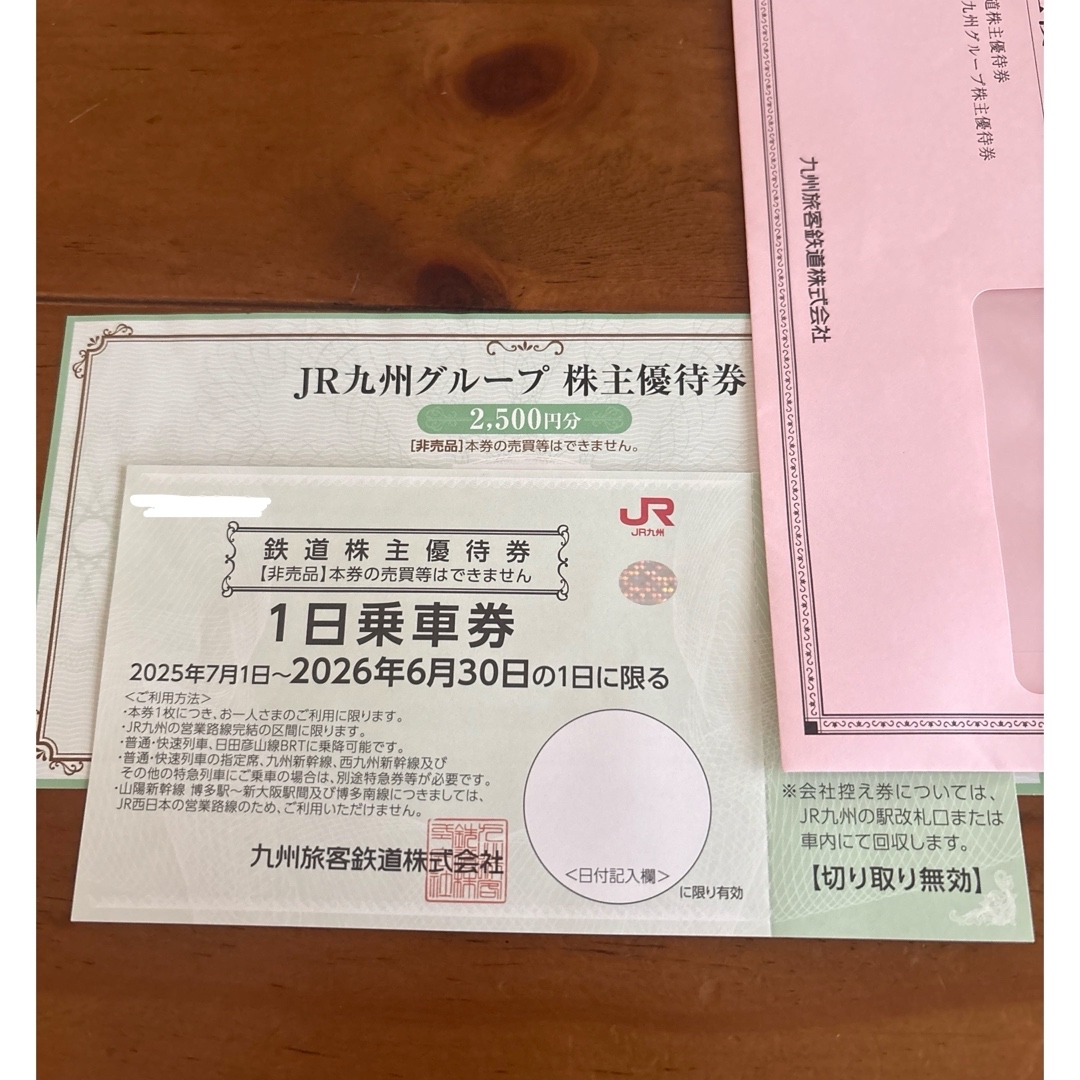 道株主優待券
九州グループ株主優待券
九州旅客鉄道株式会社
JR九州グループ 株主優待券
2,500円分
[非売品]本券の売買等はできません。
JR
JR九州
鉄道株主優待券
【非売品】本券の売買等はできません
1日乗車券
2025年7月1日～2026年6月30日の1日に限る
＜ご利用方法＞
・本券1枚につき、お一人さまのご利用に限ります。
・JR九州の営業路線完結の区間に限ります。
・普通・快速列車、日田彦山線BRTに乗降可能です。
・普通・快速列車の指定席、九州新幹線、西九州新幹線及び
その他の特急列車にご乗車の場合は、別途特急券等が必要です。
・山陽新幹線 博多駅～新大阪駅間及び博多南線につきましては、
JR西日本の営業路線のため、ご利用いただけません。
九州旅客鉄道株式会社
＜日付記入欄＞
に限り有効
※会社控え券については、
JR九州の駅改札口または
車内にて回収します。
【切り取り無効】